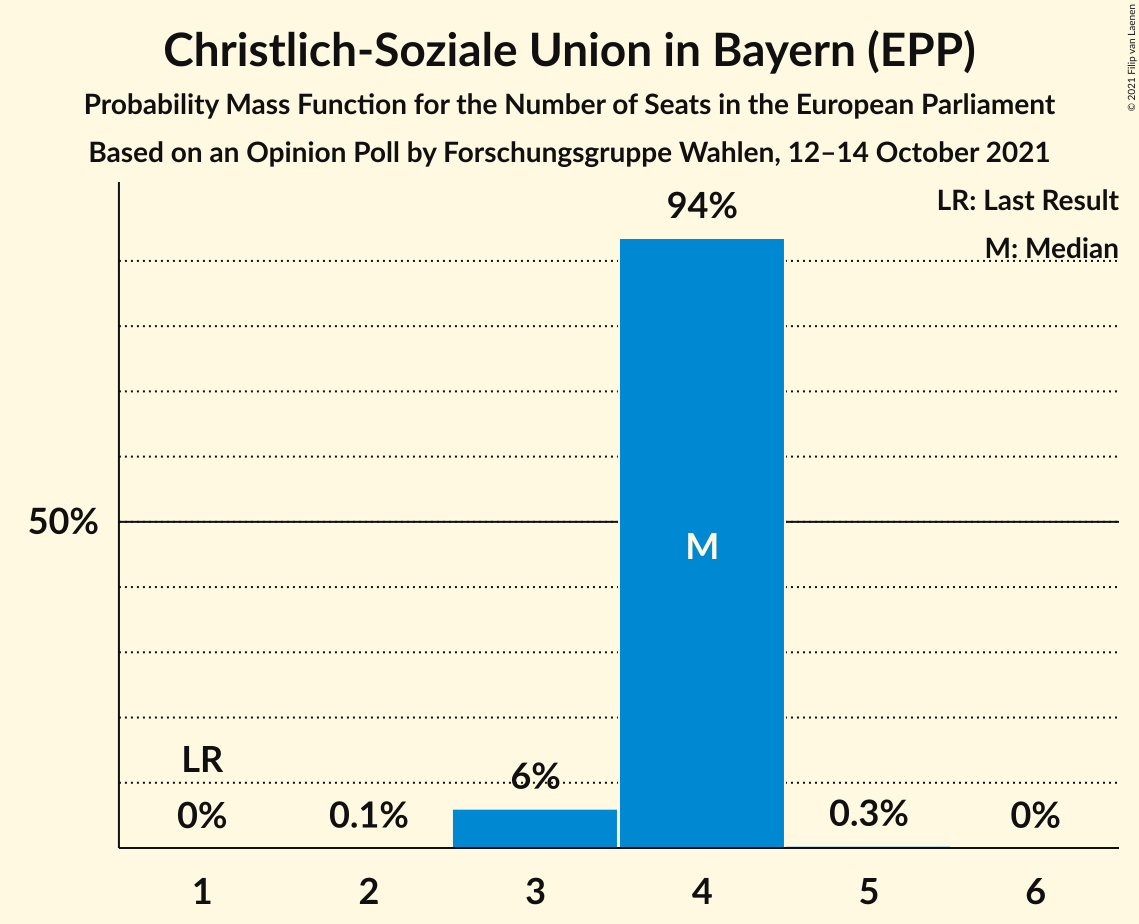 Christlich-Soziale Union in Bayern (EPP)
Probability Mass Function for the Number of Seats in the European Parliament
Based on an Opinion Poll by Forschungsgruppe Wahlen, 12–14 October 2021
© 2021 Filip van Laenen
LR: Last Result
M: Median
94%
50%
M
LR
6%
0%
0.1%
0.3%
0%
1 2 3 4 5 6